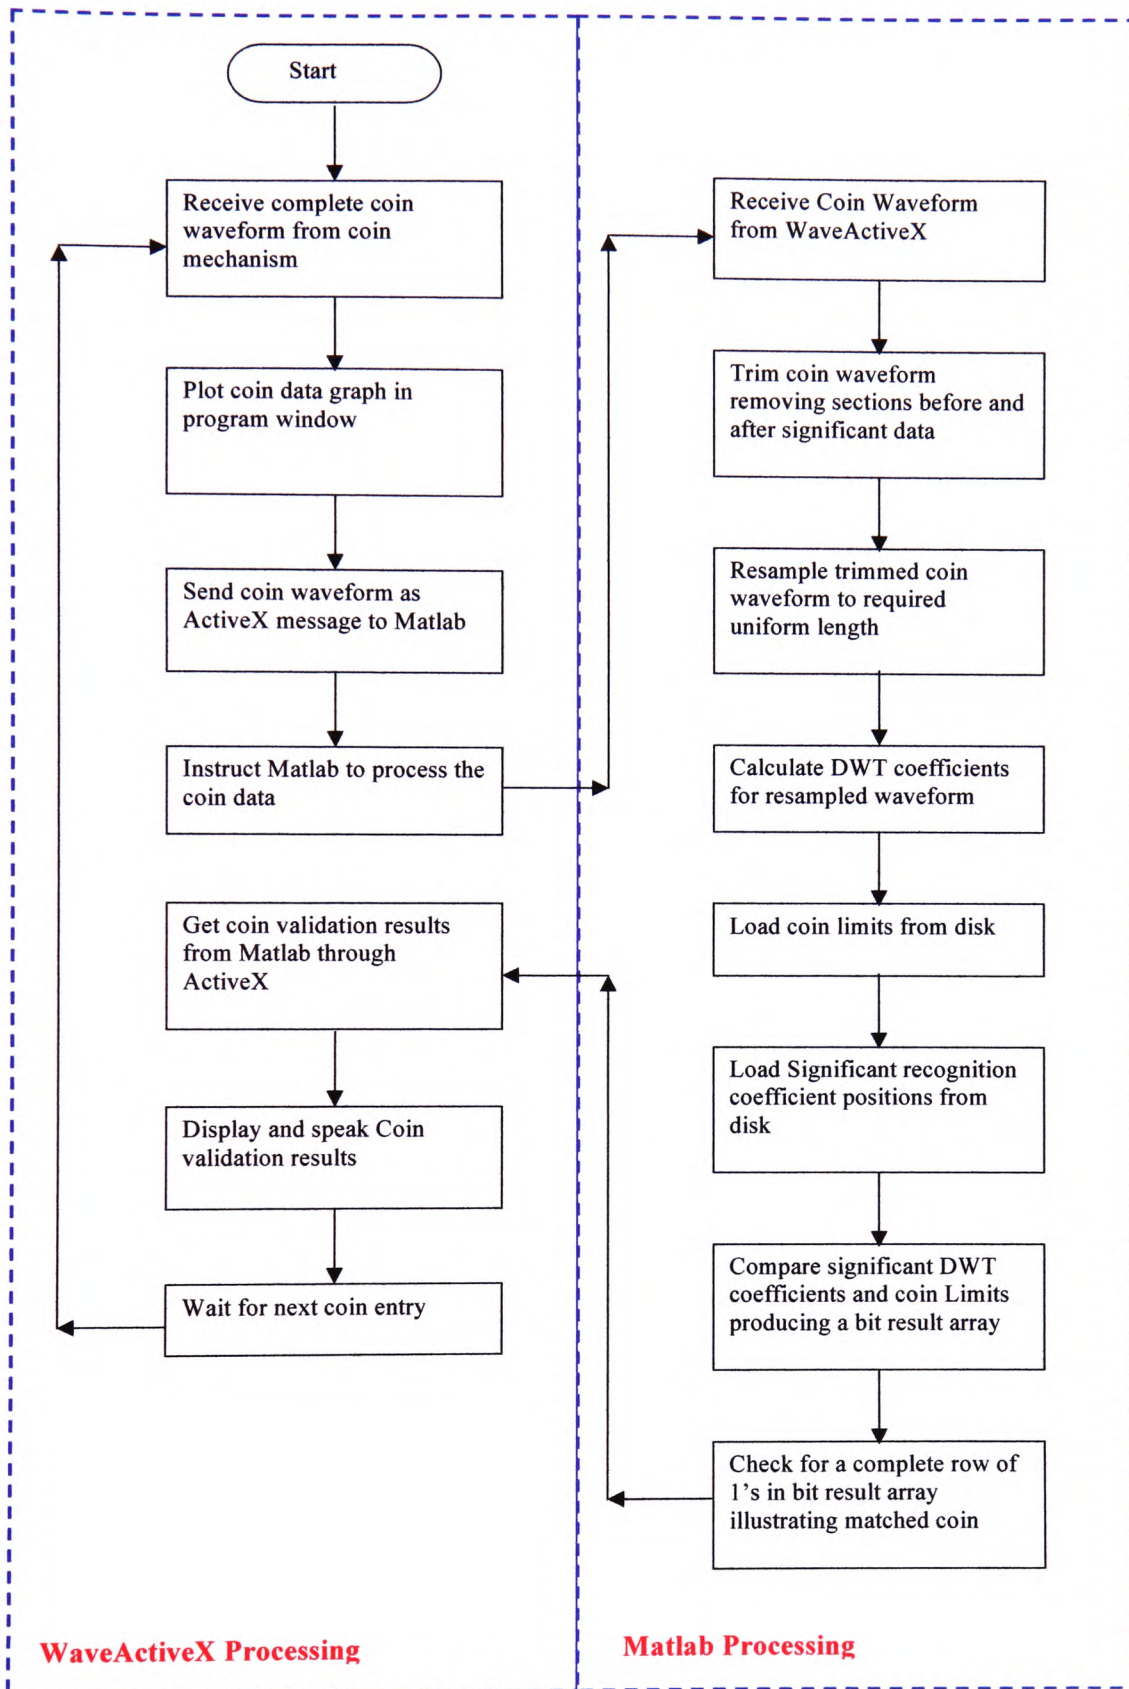 Start
Receive complete coin
waveform from coin
mechanism
Plot coin data graph in
program window
Send coin waveform as
ActiveX message to Matlab
Instruct Matlab to process the
coin data
Get coin validation results
from Matlab through
ActiveX
Display and speak Coin
validation results
Wait for next coin entry
WaveActiveX Processing
Receive Coin Waveform
from WaveActiveX
Trim coin waveform
removing sections before and
after significant data
Resample trimmed coin
waveform to required
uniform length
Calculate DWT coefficients
for resampled waveform
Load coin limits from disk
Load Significant recognition
coefficient positions from
disk
Compare significant DWT
coefficients and coin Limits
producing a bit result array
Check for a complete row of
1's in bit result array
illustrating matched coin
Matlab Processing